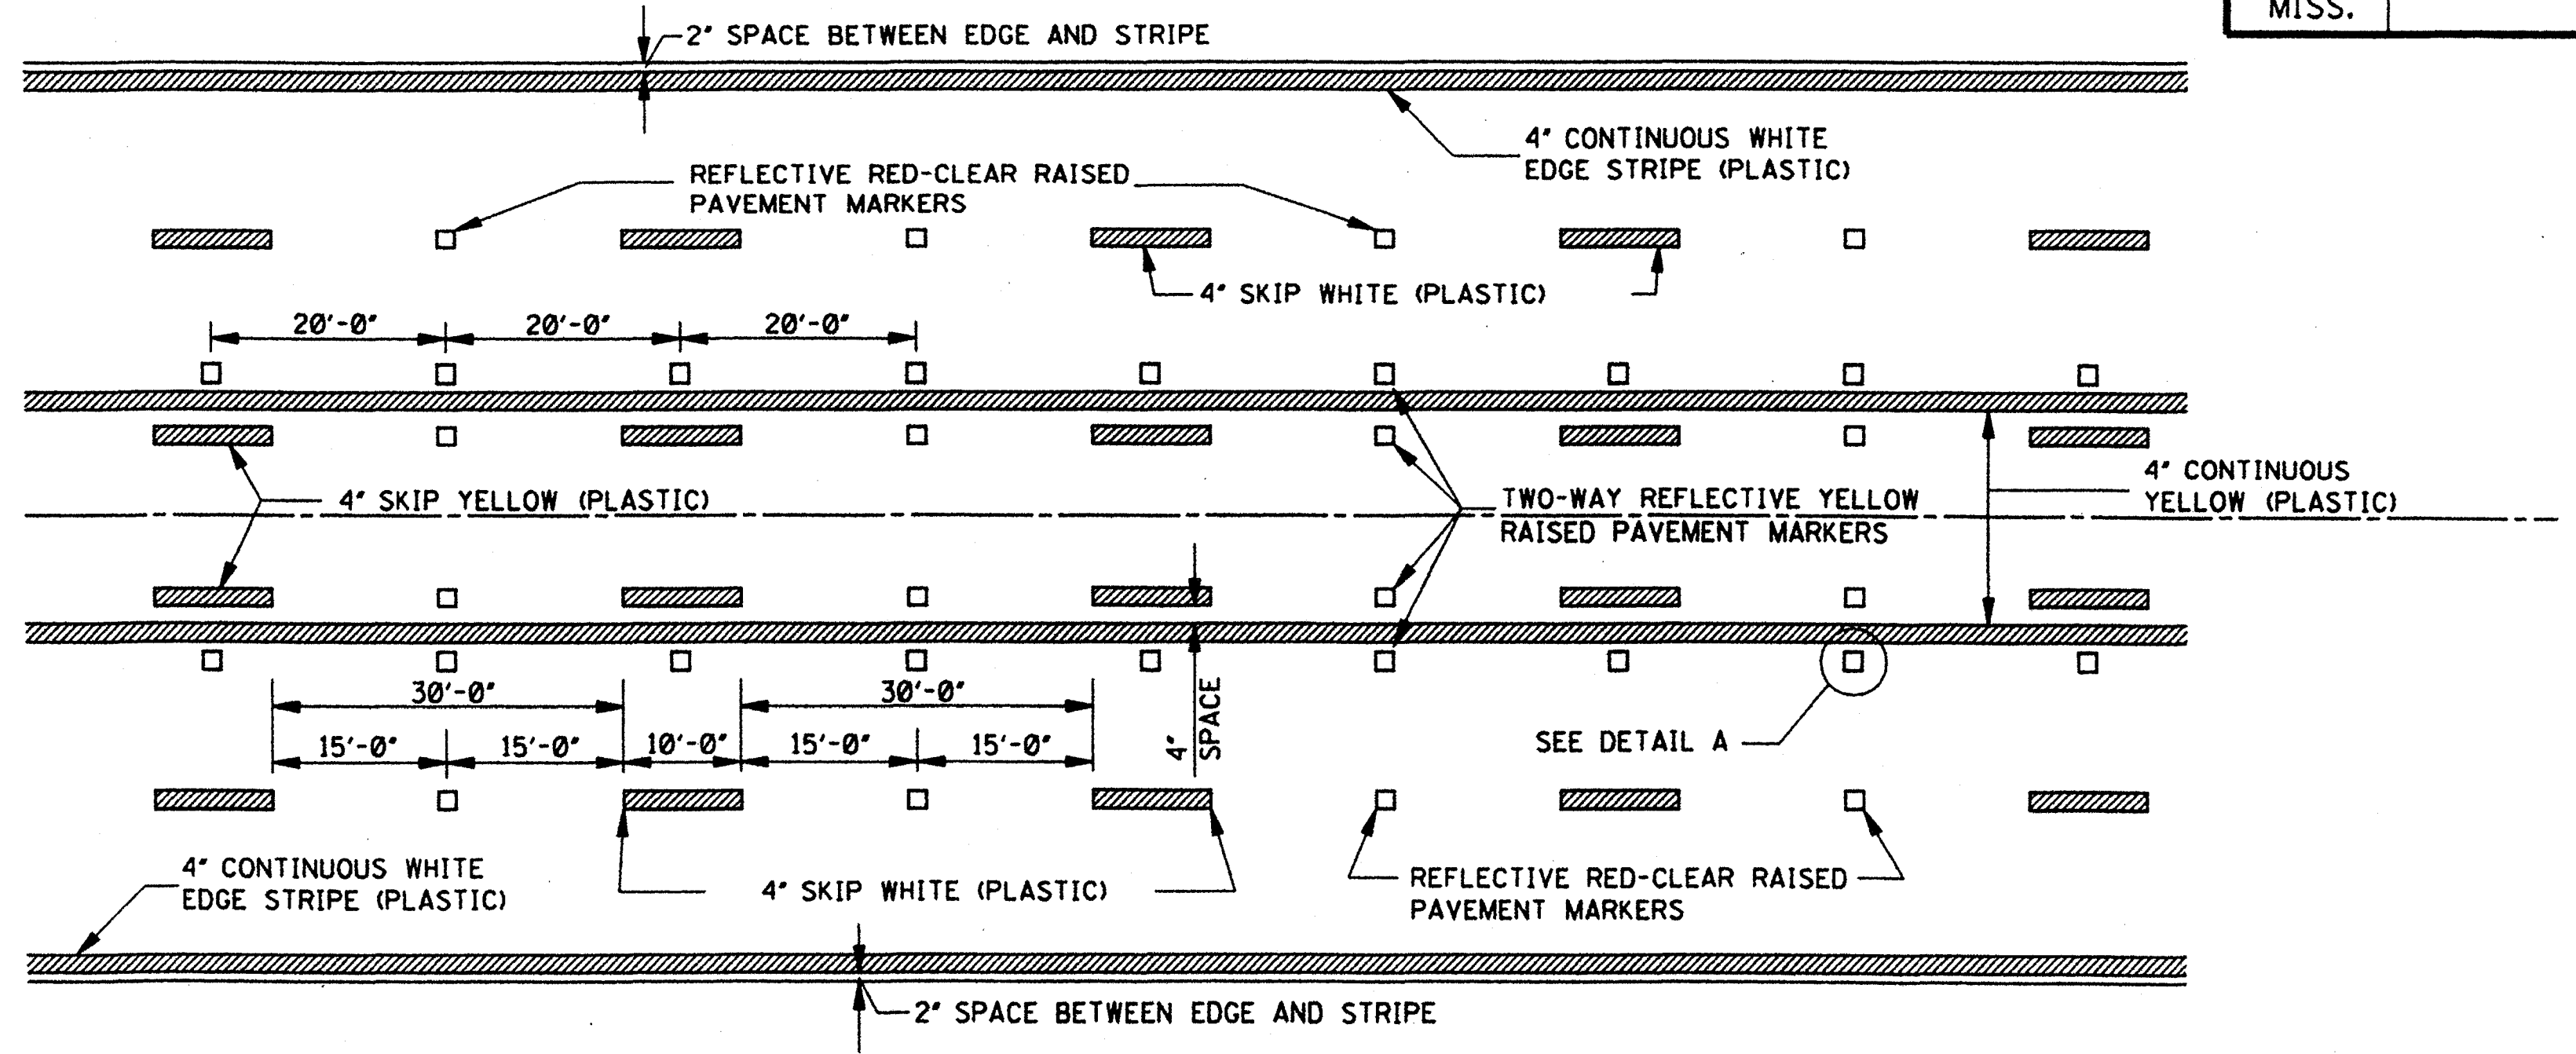 MISS.
2" SPACE BETWEEN EDGE AND STRIPE
4" CONTINUOUS WHITE
EDGE STRIPE (PLASTIC)
REFLECTIVE RED-CLEAR RAISED
PAVEMENT MARKERS
4" SKIP WHITE (PLASTIC)
20'-0" 20'-0" 20'-0"
4" SKIP YELLOW (PLASTIC)
TWO-WAY REFLECTIVE YELLOW
RAISED PAVEMENT MARKERS
4" CONTINUOUS
YELLOW (PLASTIC)
30'-0" 30'-0"
15'-0" 15'-0" 10'-0" 15'-0" 15'-0"
4"
SPACE
SEE DETAIL A
4" CONTINUOUS WHITE
EDGE STRIPE (PLASTIC)
4" SKIP WHITE (PLASTIC)
REFLECTIVE RED-CLEAR RAISED
PAVEMENT MARKERS
2" SPACE BETWEEN EDGE AND STRIPE